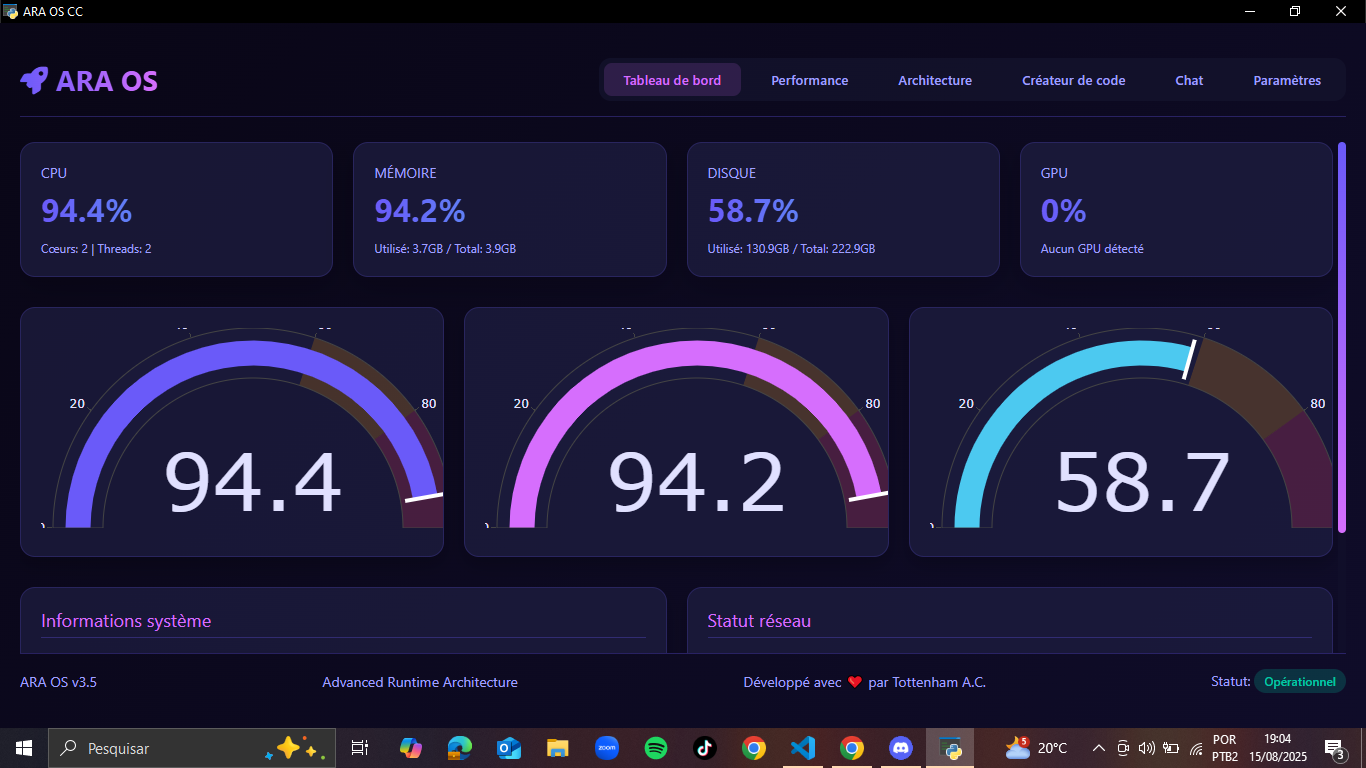 ARA OS CC
ARA OS
Tableau de bord
Performance
Architecture
Créateur de code
Chat
Paramètres
CPU
94.4%
Cœurs: 2 | Threads: 2
MÉMOIRE
94.2%
Utilisé: 3.7GB / Total: 3.9GB
DISQUE
58.7%
Utilisé: 130.9GB / Total: 222.9GB
GPU
0%
Aucun GPU détecté
20
80
94.4
20
80
94.2
20
80
58.7
Informations système
Statut réseau
ARA OS v3.5
Advanced Runtime Architecture
Développé avec ❤ par Tottenham A.C.
Statut: Opérationnel
Pesquisar
zoom
5
20°C
POR
PTB2
19:04
15/08/2025
3